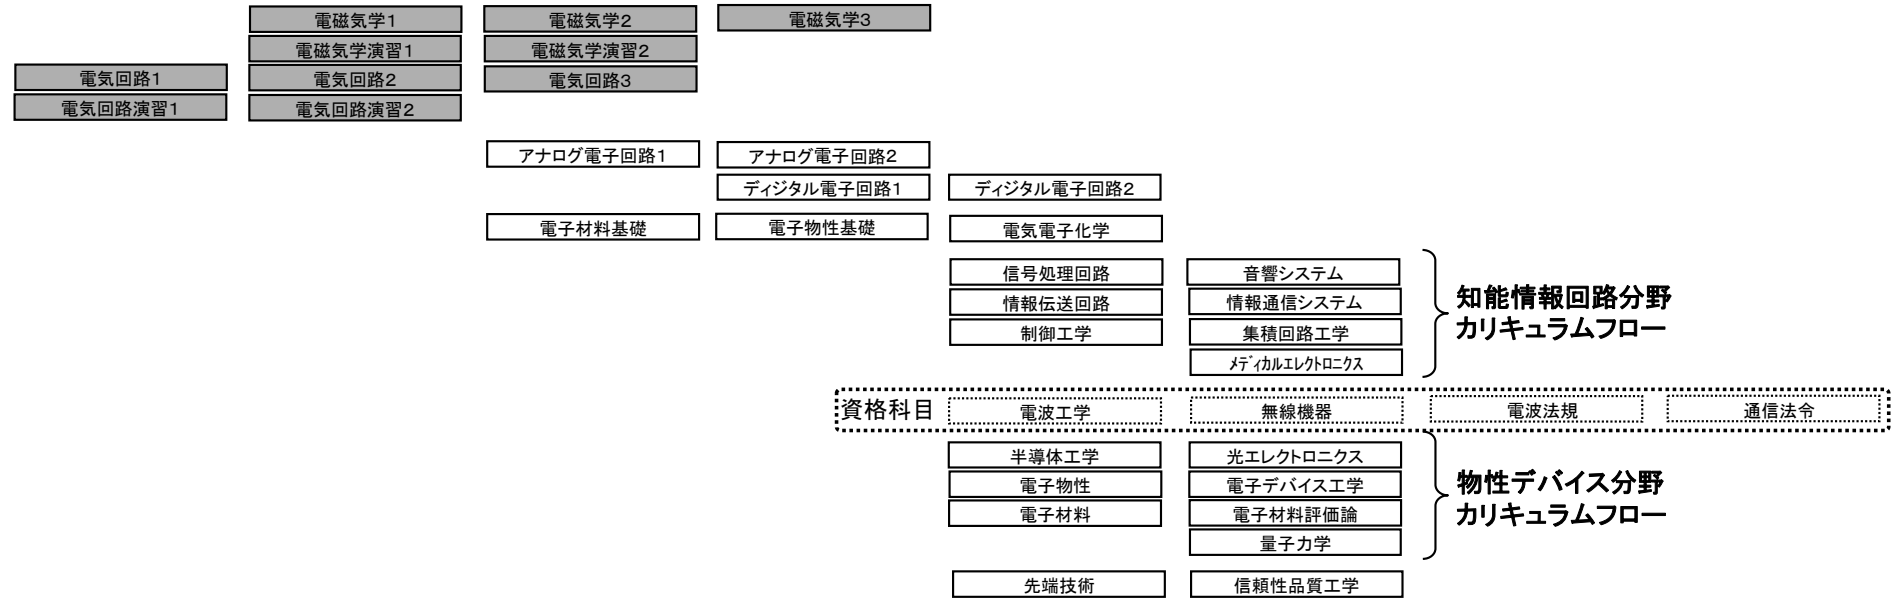 電磁気学1
電磁気学2
電磁気学3
電磁気学演習1
電磁気学演習2
電気回路1
電気回路2
電気回路3
電気回路演習1
電気回路演習2
アナログ電子回路1
アナログ電子回路2
ディジタル電子回路1
ディジタル電子回路2
電子材料基礎
電子物性基礎
電気電子化学
信号処理回路
音響システム
情報伝送回路
情報通信システム
制御工学
集積回路工学
ﾒﾃﾞｨｶﾙｴﾚｸﾄﾛﾆｸｽ
知能情報回路分野
カリキュラムフロー
資格科目
電波工学
無線機器
電波法規
通信法令
半導体工学
光エレクトロニクス
電子物性
電子デバイス工学
電子材料
電子材料評価論
量子力学
物性デバイス分野
カリキュラムフロー
先端技術
信頼性品質工学